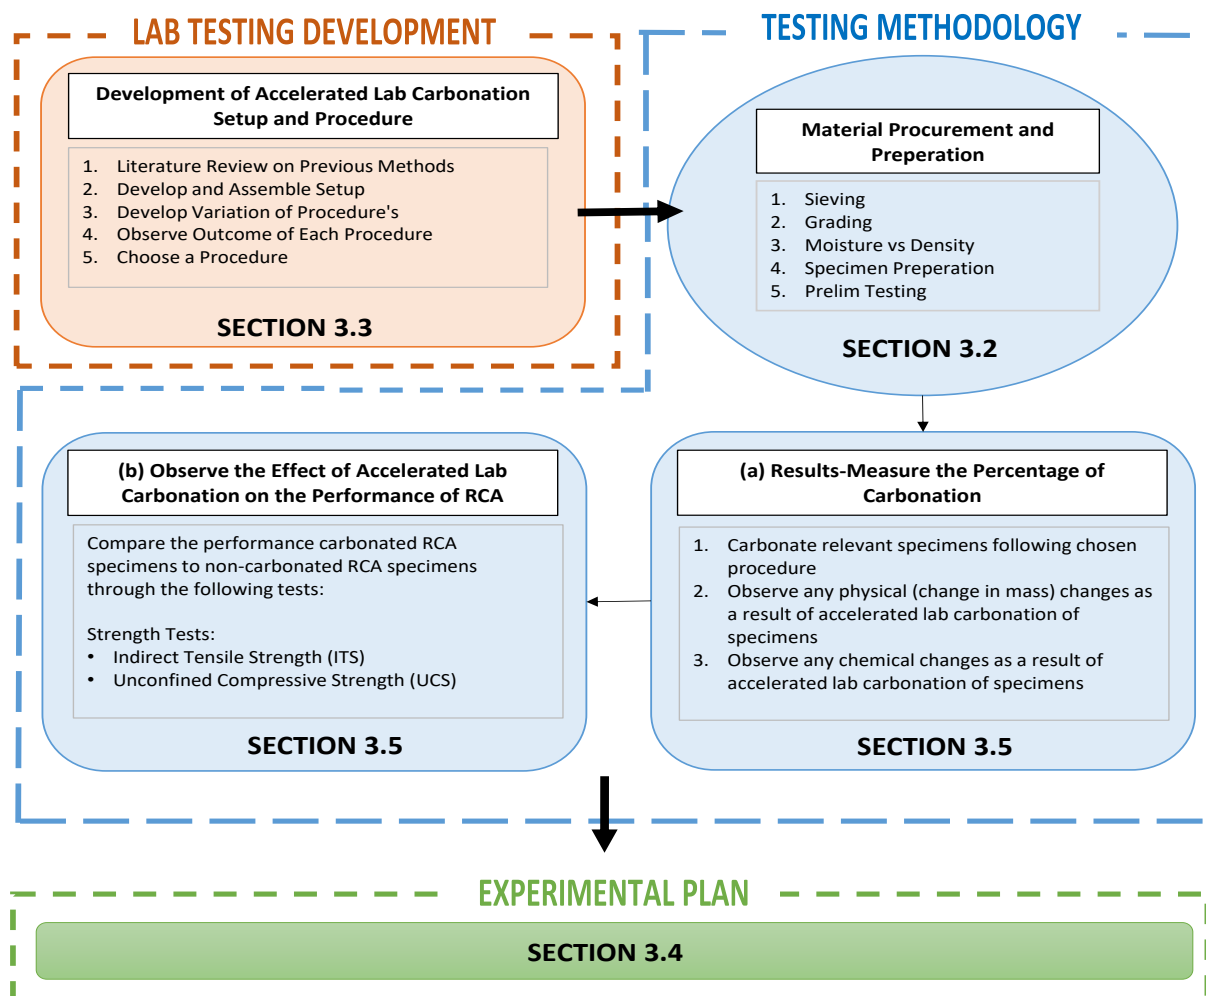 LAB TESTING DEVELOPMENT
Development of Accelerated Lab Carbonation
Setup and Procedure
1. Literature Review on Previous Methods
2. Develop and Assemble Setup
3. Develop Variation of Procedure's
4. Observe Outcome of Each Procedure
5. Choose a Procedure
SECTION 3.3
TESTING METHODOLOGY
Material Procurement and
Preperation
1. Sieving
2. Grading
3. Moisture vs Density
4. Specimen Preperation
5. Prelim Testing
SECTION 3.2
(a) Results-Measure the Percentage of
Carbonation
1. Carbonate relevant specimens following chosen
procedure
2. Observe any physical (change in mass) changes as
a result of accelerated lab carbonation of
specimens
3. Observe any chemical changes as a result of
accelerated lab carbonation of specimens
SECTION 3.5
(b) Observe the Effect of Accelerated Lab
Carbonation on the Performance of RCA
Compare the performance carbonated RCA
specimens to non-carbonated RCA specimens
through the following tests:
Strength Tests:
• Indirect Tensile Strength (ITS)
• Unconfined Compressive Strength (UCS)
SECTION 3.5
EXPERIMENTAL PLAN
SECTION 3.4